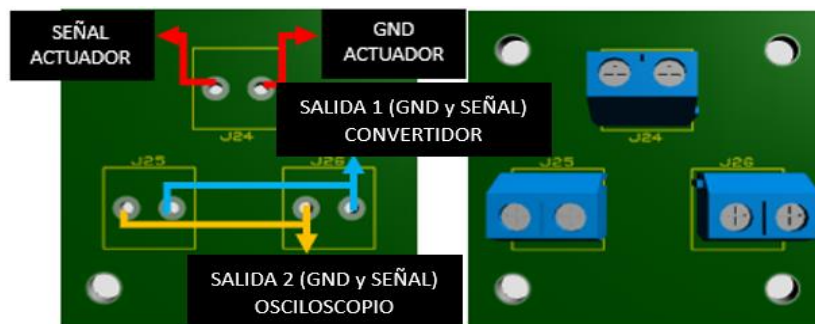 SEÑAL
ACTUADOR
GND
ACTUADOR
J24
SALIDA 1 (GND y SEÑAL)
CONVERTIDOR
J25
J26
SALIDA 2 (GND y SEÑAL)
OSCILOSCOPIO
J24
J25
J26